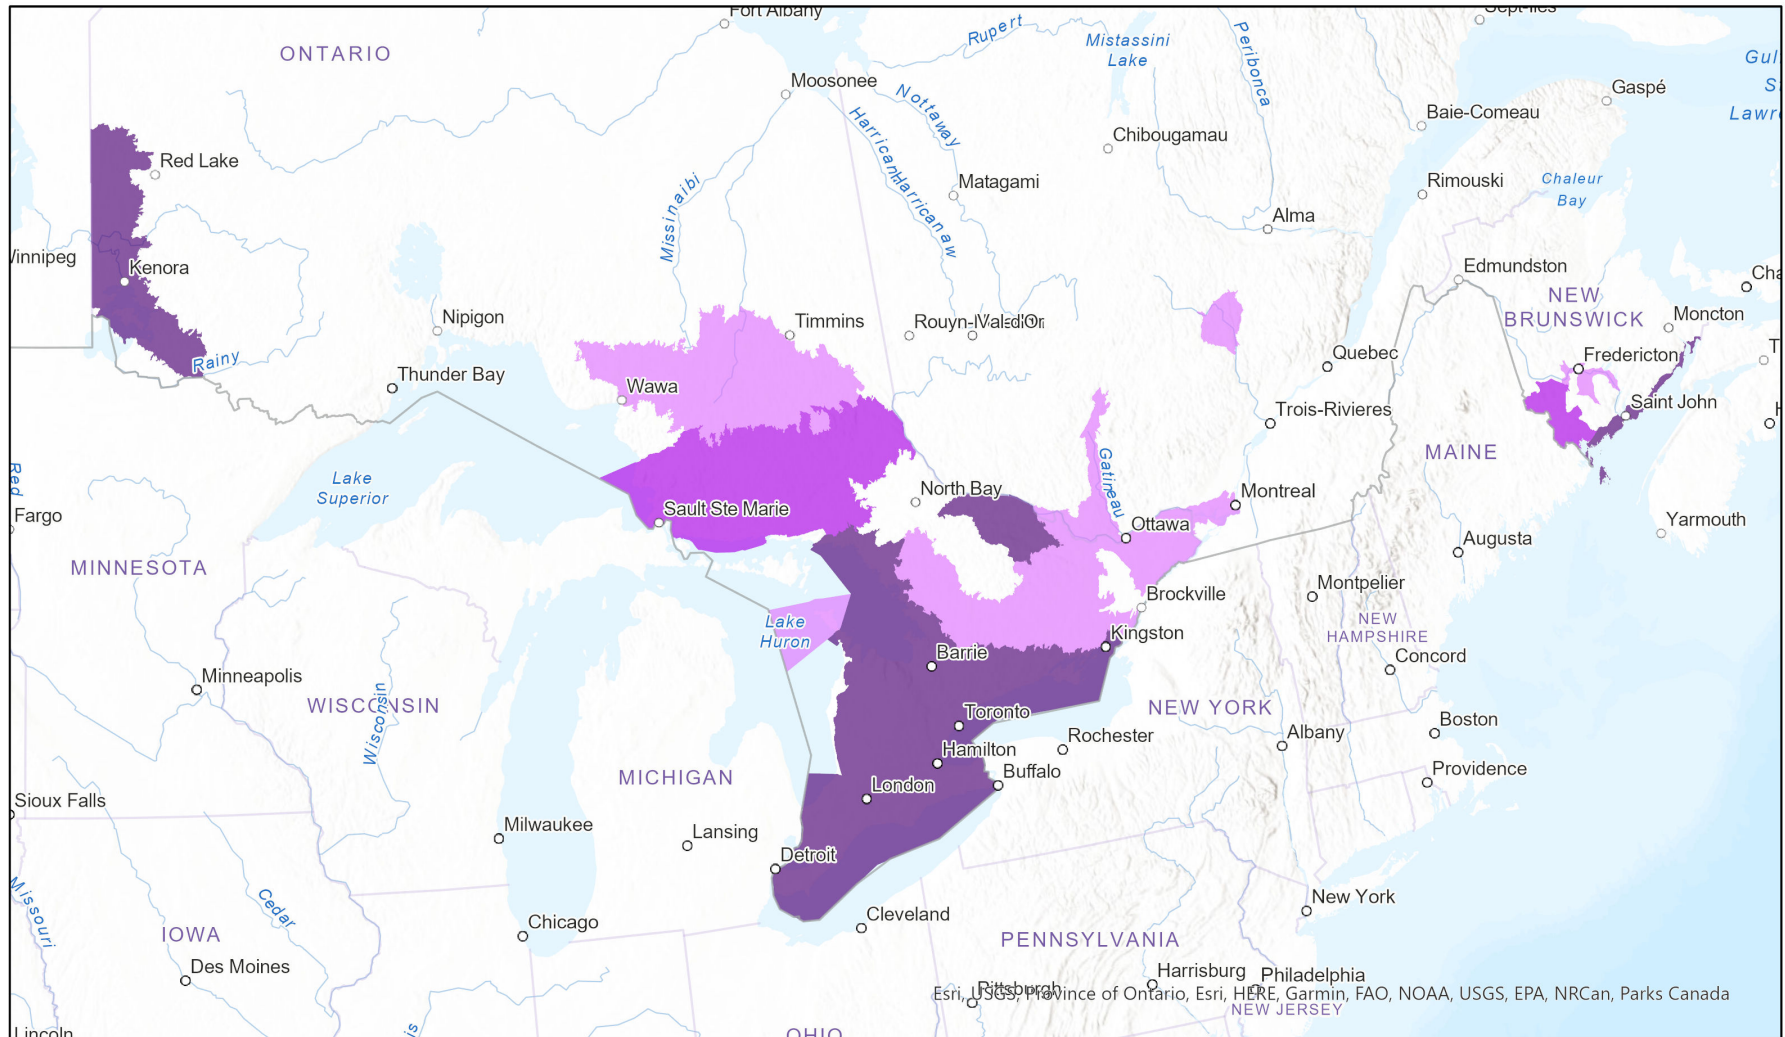 Fort Albany
Sept-Iles
ONTARIO
Rupert
Mistassini
Lake
Peribonca
Moosonee
Nottaway
Gaspé
Baie-Comeau
Harricanaw
Harricanaw
Chibougamau
Red Lake
Missinaibi
Matagami
Rimouski
Chaleur
Bay
Alma
Kenora
Edmundston
NEW
BRUNSWICK
Nipigon
Timmins
Moncton
Rainy
Thunder Bay
Quebec
Fredericton
Wawa
Trois-Rivieres
Saint John
MAINE
Gatineau
Red
Lake
Superior
North Bay
Montreal
Sault Ste Marie
Ottawa
Fargo
Yarmouth
Augusta
MINNESOTA
Montpelier
Brockville
Lake
Huron
NEW
HAMPSHIRE
Kingston
Barrie
Concord
Minneapolis
WISCONSIN
Wisconsin
Toronto
NEW YORK
Boston
Rochester
Albany
Hamilton
MICHIGAN
Buffalo
Providence
London
Sioux Falls
Milwaukee
Lansing
Detroit
Missouri
Cedar
New York
Cleveland
Chicago
IOWA
PENNSYLVANIA
Des Moines
Harrisburg
Philadelphia
Pittsburgh
Esri, USGS, Province of Ontario, Esri, HERE, Garmin, FAO, NOAA, USGS, EPA, NRCan, Parks Canada
NEW JERSEY
Lincoln
OHIO